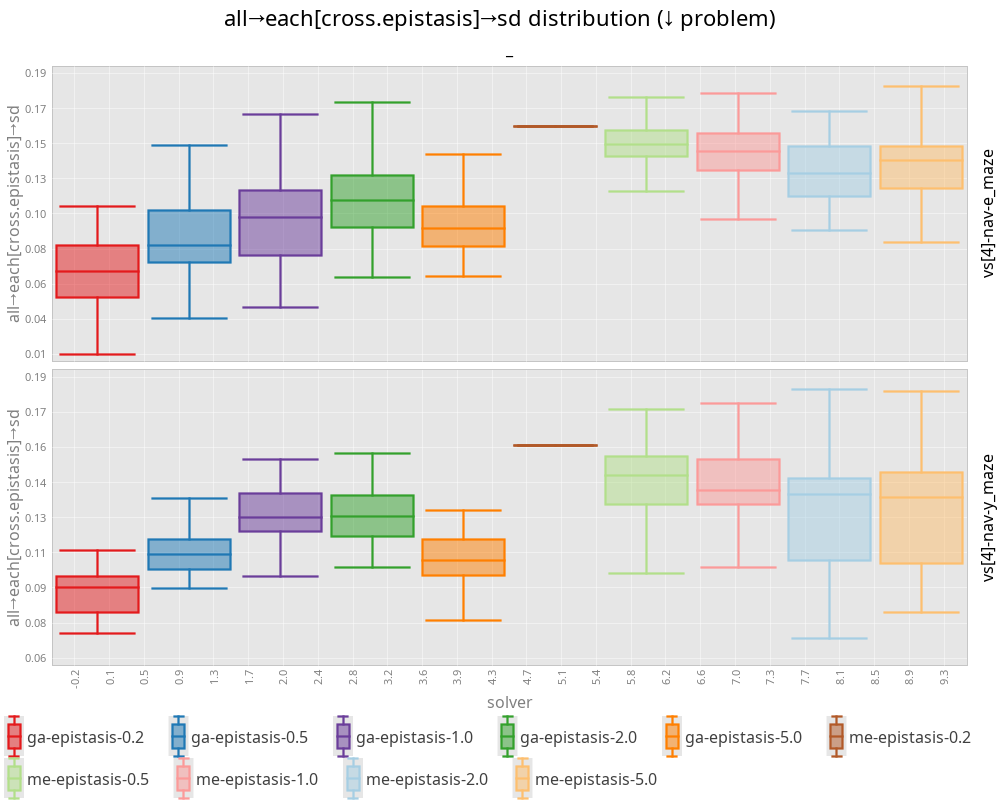 all→each[cross.epistasis]→sd distribution (↓ problem)
–
all→each[cross.epistasis]→sd
0.19
0.17
0.15
0.13
0.10
0.08
0.06
0.04
0.01
vs[4]-nav-e_maze
all→each[cross.epistasis]→sd
0.19
0.17
0.16
0.14
0.13
0.11
0.09
0.08
0.06
vs[4]-nav-y_maze
-0.2 0.1 0.5 0.9 1.3 1.7 2.0 2.4 2.8 3.2 3.6 3.9 4.3 4.7 5.1 5.4 5.8 6.2 6.6 7.0 7.3 7.7 8.1 8.5 8.9 9.3
solver
ga-epistasis-0.2 ga-epistasis-0.5 ga-epistasis-1.0 ga-epistasis-2.0 ga-epistasis-5.0 me-epistasis-0.2
me-epistasis-0.5 me-epistasis-1.0 me-epistasis-2.0 me-epistasis-5.0